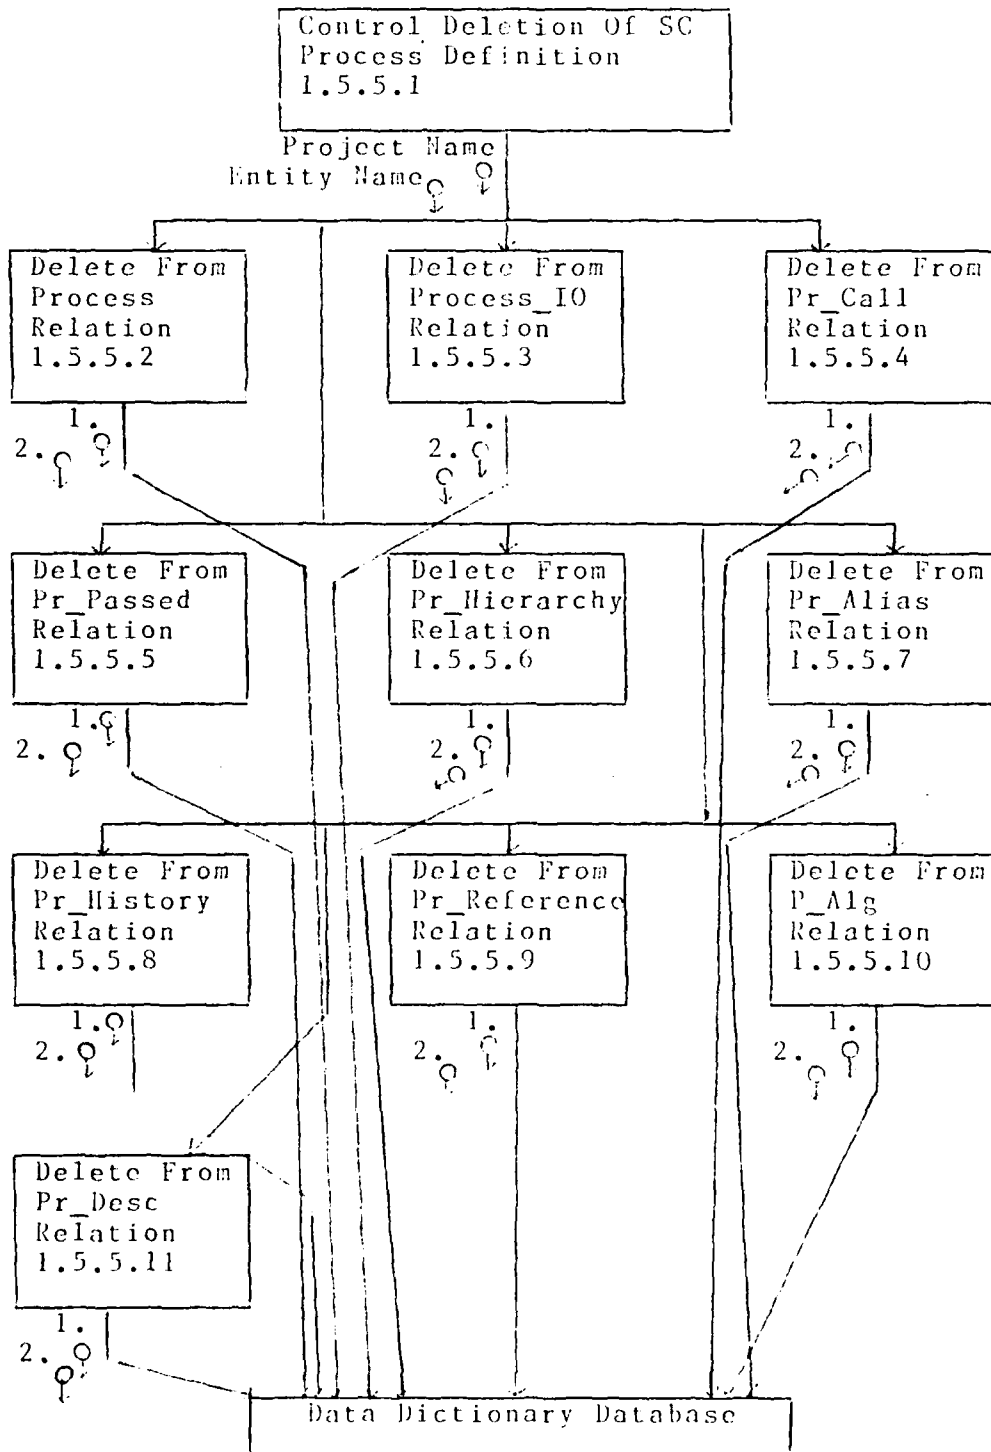 Control Deletion Of SC
Process Definition
1.5.5.1
Project Name
Entity Name
Delete From
Process
Relation
1.5.5.2
Delete From
Process_IO
Relation
1.5.5.3
Delete From
Pr_Call
Relation
1.5.5.4
1.
2.
1.
2.
1.
2.
Delete From
Pr_Passed
Relation
1.5.5.5
Delete From
Pr_Hierarchy
Relation
1.5.5.6
Delete From
Pr_Alias
Relation
1.5.5.7
1.
2.
1.
2.
1.
2.
Delete From
Pr_History
Relation
1.5.5.8
Delete From
Pr_Reference
Relation
1.5.5.9
Delete From
P_Alg
Relation
1.5.5.10
1.
2.
1.
2.
1.
2.
Delete From
Pr_Desc
Relation
1.5.5.11
1.
2.
Data Dictionary Database